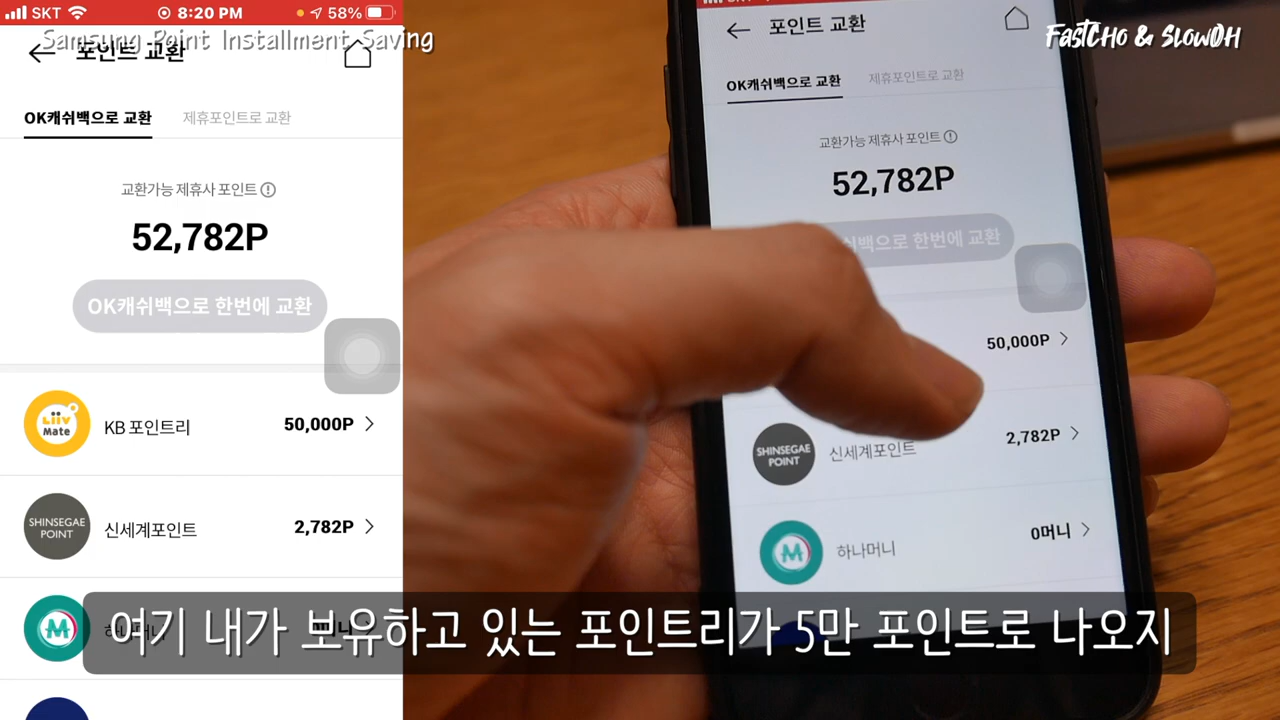 SKT 8:20 PM 58%
Samsung Point Installment Saving
포인트 교환
OK캐쉬백으로 교환 제휴포인트로 교환
교환가능 제휴사 포인트
52,782P
OK캐쉬백으로 한번에 교환
Liiv Mate
KB 포인트리 50,000P
SHINSEGAE POINT
신세계포인트 2,782P
FASTCHO & SLOWOH
포인트 교환
OK캐쉬백으로 교환 제휴포인트로 교환
교환가능 제휴사 포인트
52,782P
쉬백으로 한번에 교환
50,000P
SHINSEGAE POINT
신세계포인트 2,782P
하나머니 0머니
여기 내가 보유하고 있는 포인트리가 5만 포인트로 나오지